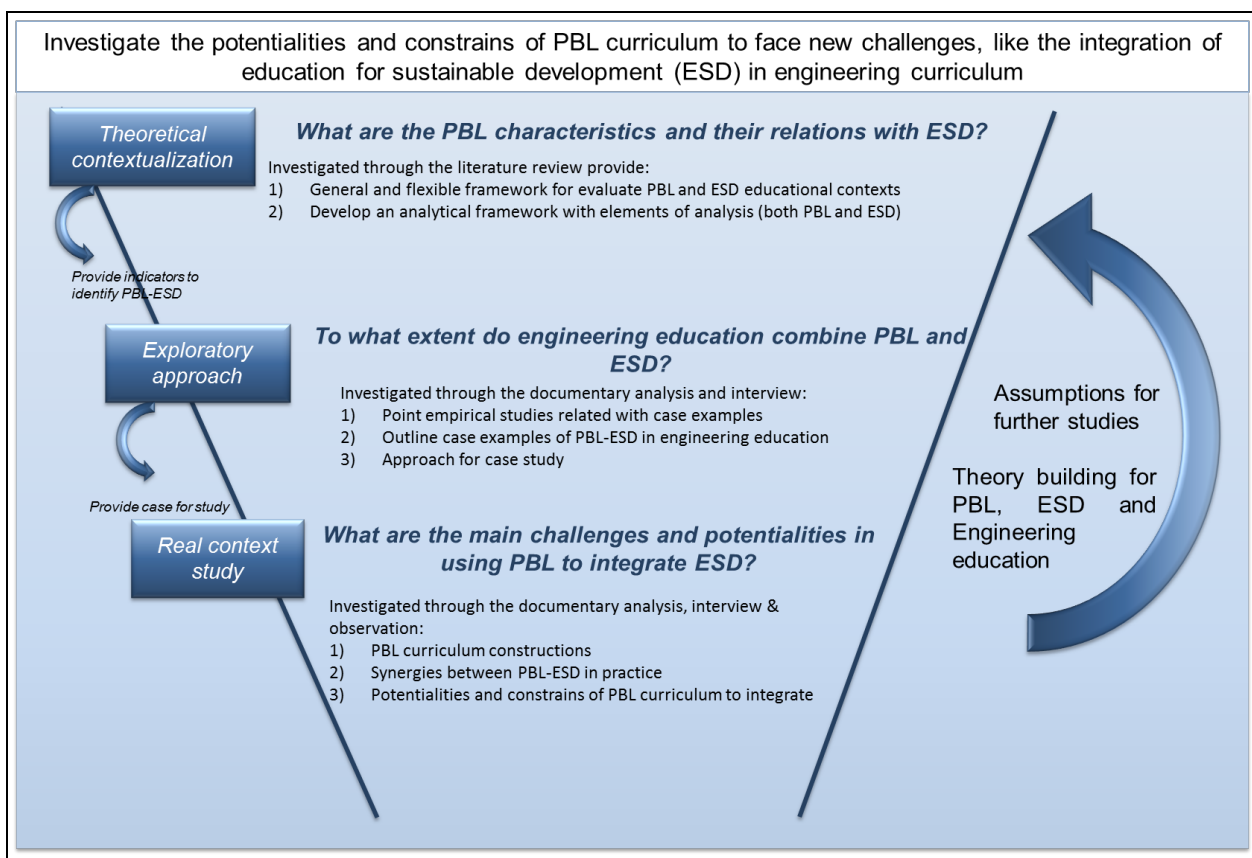 Investigate the potentialities and constrains of PBL curriculum to face new challenges, like the integration of
education for sustainable development (ESD) in engineering curriculum
Theoretical
contextualization
What are the PBL characteristics and their relations with ESD?
Investigated through the literature review provide:
1) General and flexible framework for evaluate PBL and ESD educational contexts
2) Develop an analytical framework with elements of analysis (both PBL and ESD)
Provide indicators to
identify PBL-ESD
Exploratory
approach
To what extent do engineering education combine PBL and
ESD?
Investigated through the documentary analysis and interview:
1) Point empirical studies related with case examples
2) Outline case examples of PBL-ESD in engineering education
3) Approach for case study
Provide case for study
Real context
study
What are the main challenges and potentialities in
using PBL to integrate ESD?
Investigated through the documentary analysis, interview &
observation:
1) PBL curriculum constructions
2) Synergies between PBL-ESD in practice
3) Potentialities and constrains of PBL curriculum to integrate
Assumptions for
further studies
Theory building for
PBL, ESD and
Engineering
education